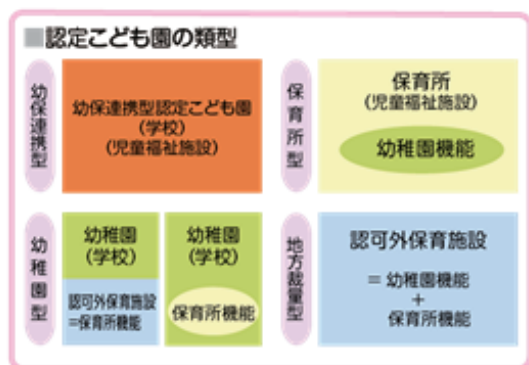 ■認定こども園の類型
幼保連携型
幼保連携型認定こども園
(学校)
(児童福祉施設)
保育所型
保育所
(児童福祉施設)
幼稚園機能
幼稚園型
幼稚園
(学校)
認可外保育施設
=保育所機能
幼稚園
(学校)
保育所機能
地方裁量型
認可外保育施設
=幼稚園機能
+
保育所機能